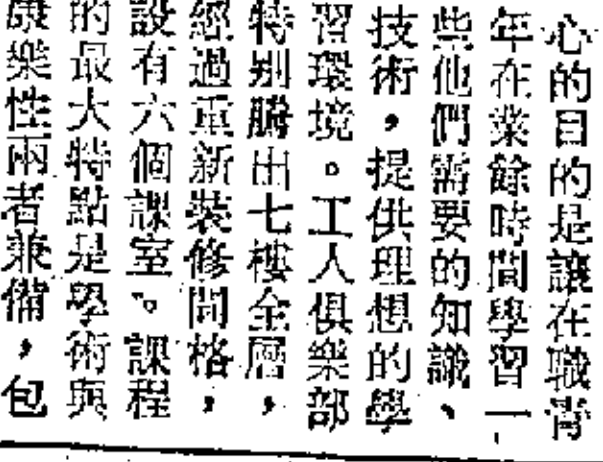 心的目的是讓在職青
年在業餘時間學習一
些他們需要的知識、
技術，提供理想的學
習環境。工人俱樂部
特別騰出七樓全層，
經過重新裝修間格，
設有六個課室。課程
的最大特點是學術與
康樂性兩者兼備，包